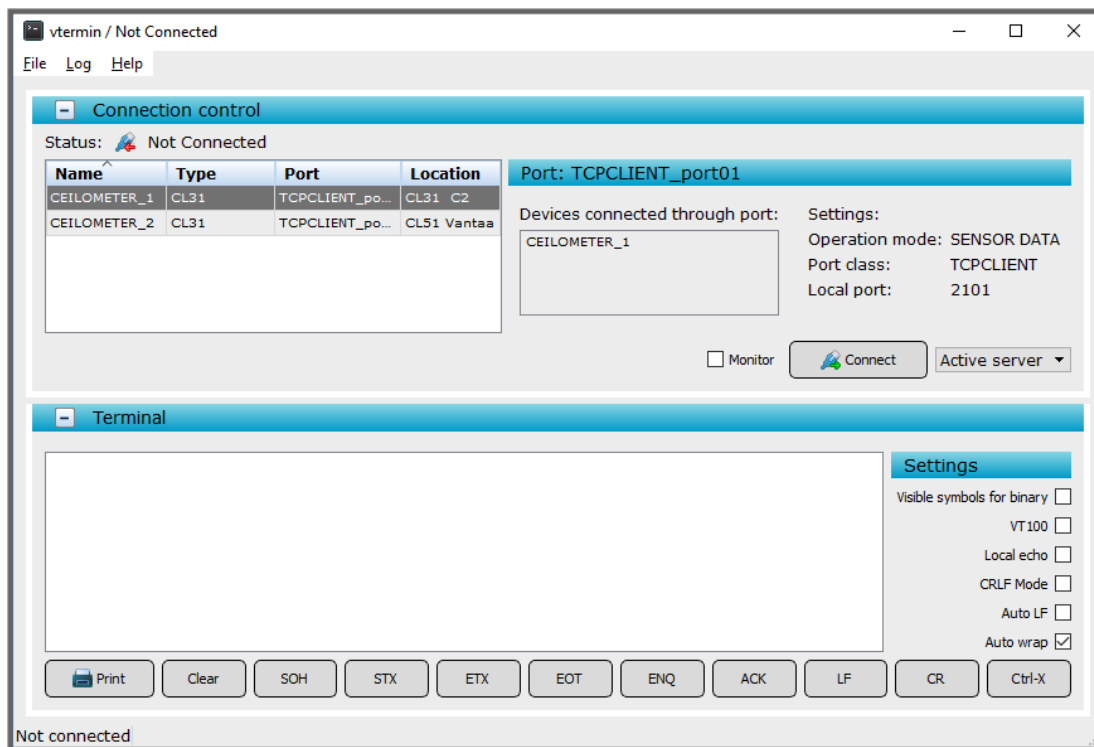 vtermin / Not Connected
File Log Help
Connection control
Status: Not Connected
Name Type Port Location
CEILOMETER_1 CL31 TCPCLIENT_po... CL31 C2
CEILOMETER_2 CL31 TCPCLIENT_po... CL51 Vantaa
Port: TCPCLIENT_port01
Devices connected through port:
CEILOMETER_1
Settings:
Operation mode: SENSOR DATA
Port class: TCPCLIENT
Local port: 2101
Monitor Connect Active server
Terminal
Settings
Visible symbols for binary
VT100
Local echo
CRLF Mode
Auto LF
Auto wrap
Print Clear SOH STX ETX EOT ENQ ACK LF CR Ctrl-X
Not connected